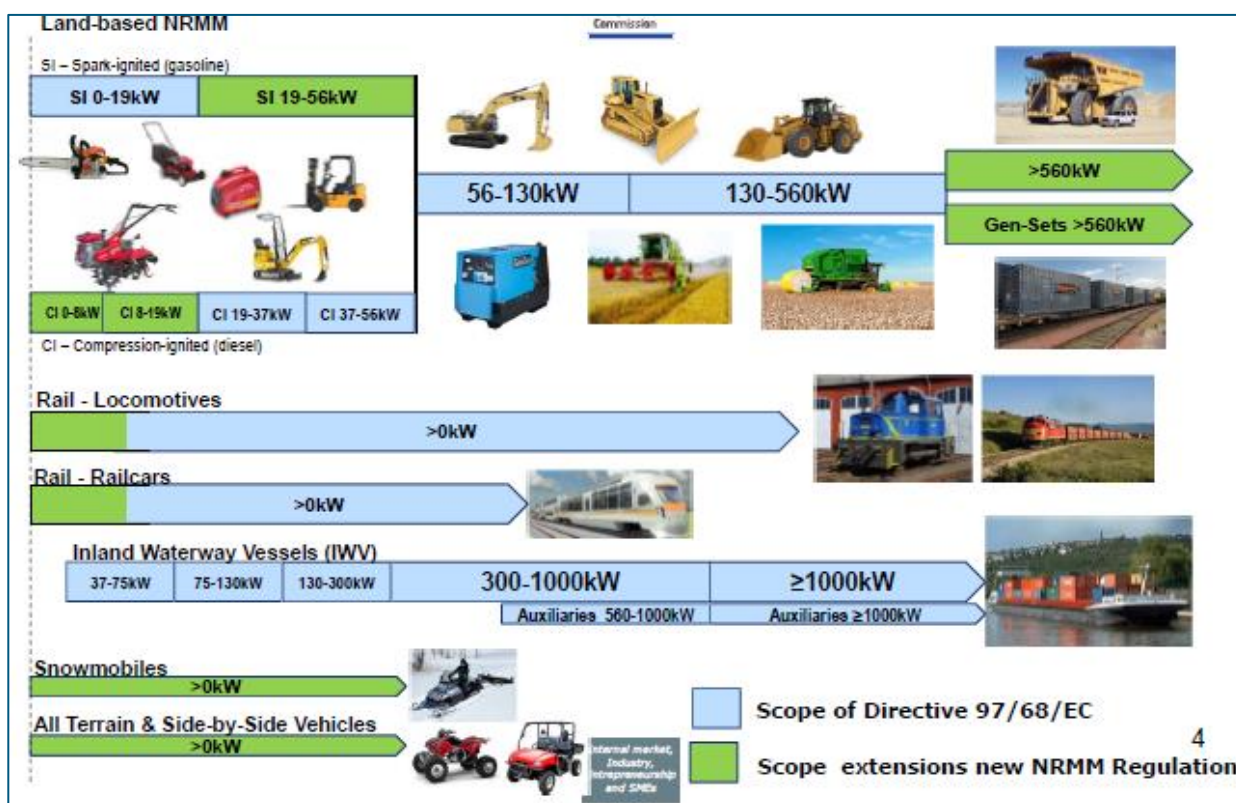 Land-based NRMM
Commission
SI – Spark-ignited (gasoline)
SI 0-19kW
SI 19-56kW
56-130kW
130-560kW
>560kW
Gen-Sets >560kW
CI 0-8kW
CI 8-19kW
CI 19-37kW
CI 37-56kW
CI – Compression-ignited (diesel)
Rail - Locomotives
>0kW
Rail - Railcars
>0kW
Inland Waterway Vessels (IWV)
37-75kW
75-130kW
130-300kW
300-1000kW
≥1000kW
Auxiliaries 560-1000kW
Auxiliaries ≥1000kW
Snowmobiles
>0kW
All Terrain & Side-by-Side Vehicles
>0kW
Internal market,
Industry,
Entrepreneurship
and SMEs
Scope of Directive 97/68/EC
4
Scope extensions new NRMM Regulation